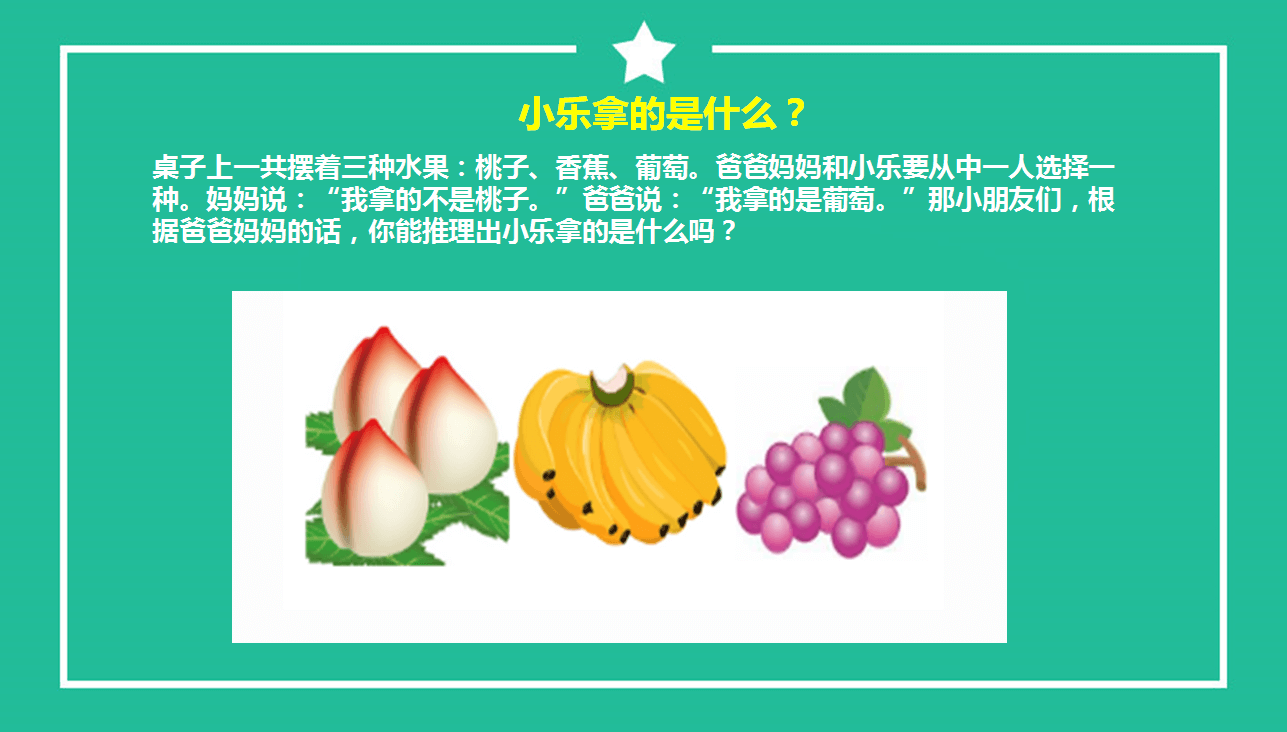 小乐拿的是什么？
桌子上一共摆着三种水果：桃子、香蕉、葡萄。爸爸妈妈和小乐要从中一人选择一
种。妈妈说：“我拿的不是桃子。”爸爸说：“我拿的是葡萄。”那小朋友们，根
据爸爸妈妈的话，你能推理出小乐拿的是什么吗？